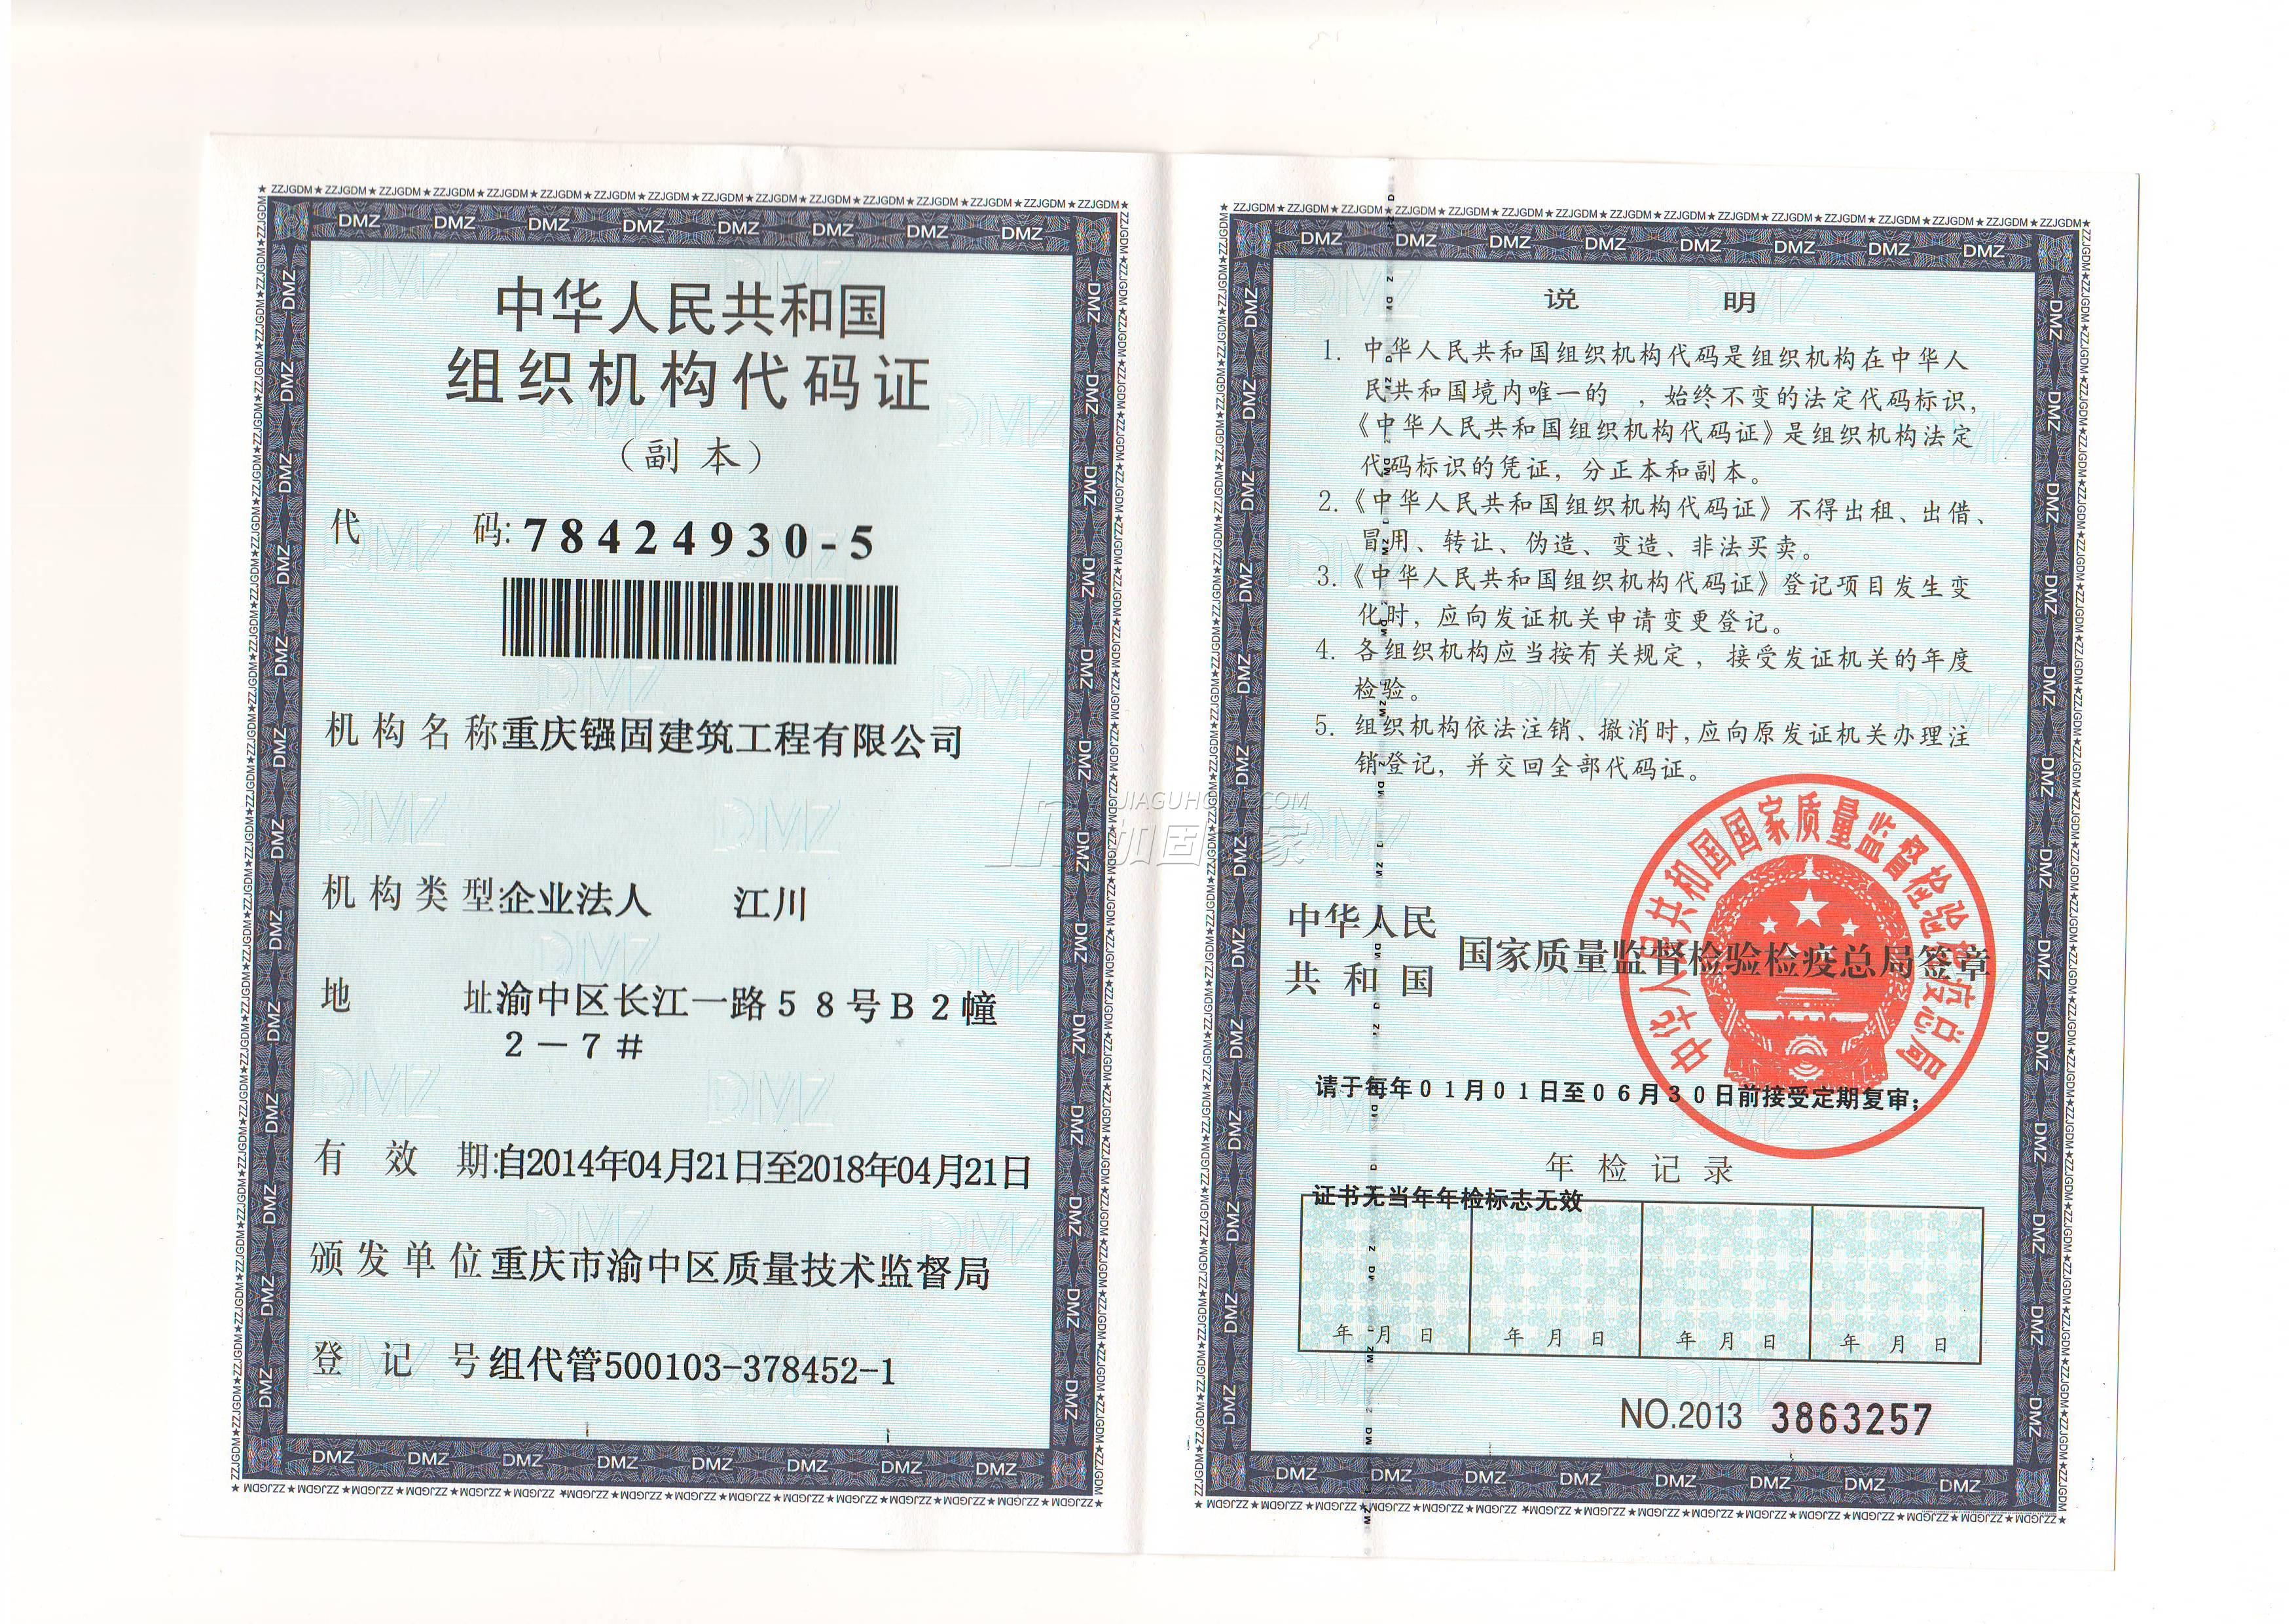 中华人民共和国
组织机构代码证
（副本）
代 码:78424930-5
机构名称重庆镪固建筑工程有限公司
机构类型企业法人 江川
地 址渝中区长江一路58号B2幢
2－7#
有 效 期:自2014年04月21日至2018年04月21日
颁发单位重庆市渝中区质量技术监督局
登 记 号组代管500103-378452-1
说 明
1. 中华人民共和国组织机构代码是组织机构在中华人
民共和国境内唯一的 ，始终不变的法定代码标识，
《中华人民共和国组织机构代码证》是组织机构法定
代码标识的凭证，分正本和副本。
2.《中华人民共和国组织机构代码证》不得出租、出借、
冒用、转让、伪造、变造、非法买卖。
3.《中华人民共和国组织机构代码证》登记项目发生变
化时，应向发证机关申请变更登记。
4. 各组织机构应当按有关规定，接受发证机关的年度
检验。
5. 组织机构依法注销、撤消时,应向原发证机关办理注
销登记，并交回全部代码证。
中华人民
共和国
国家质量监督检验检疫总局签章
中华人民共和国国家质量监督检验检疫总局
请于每年01月01日至06月30日前接受定期复审；
年检记录
证书无当年年检标志无效
年 月 日 年 月 日 年 月 日 年 月 日
NO.2013 3863257
JIAGUHOME.COM
加固之家